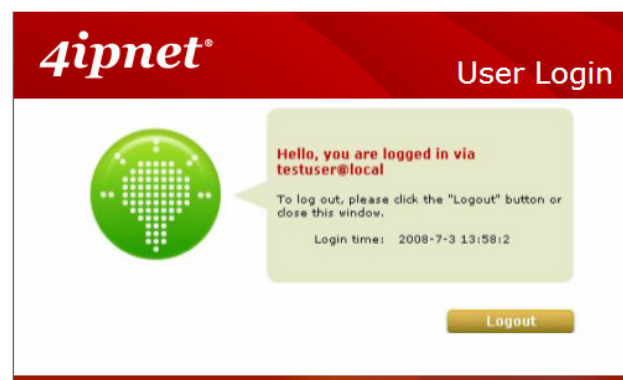 4ipnet®
User Login
Hello, you are logged in via
testuser@local
To log out, please click the "Logout" button or
close this window.
Login time: 2008-7-3 13:58:2
Logout